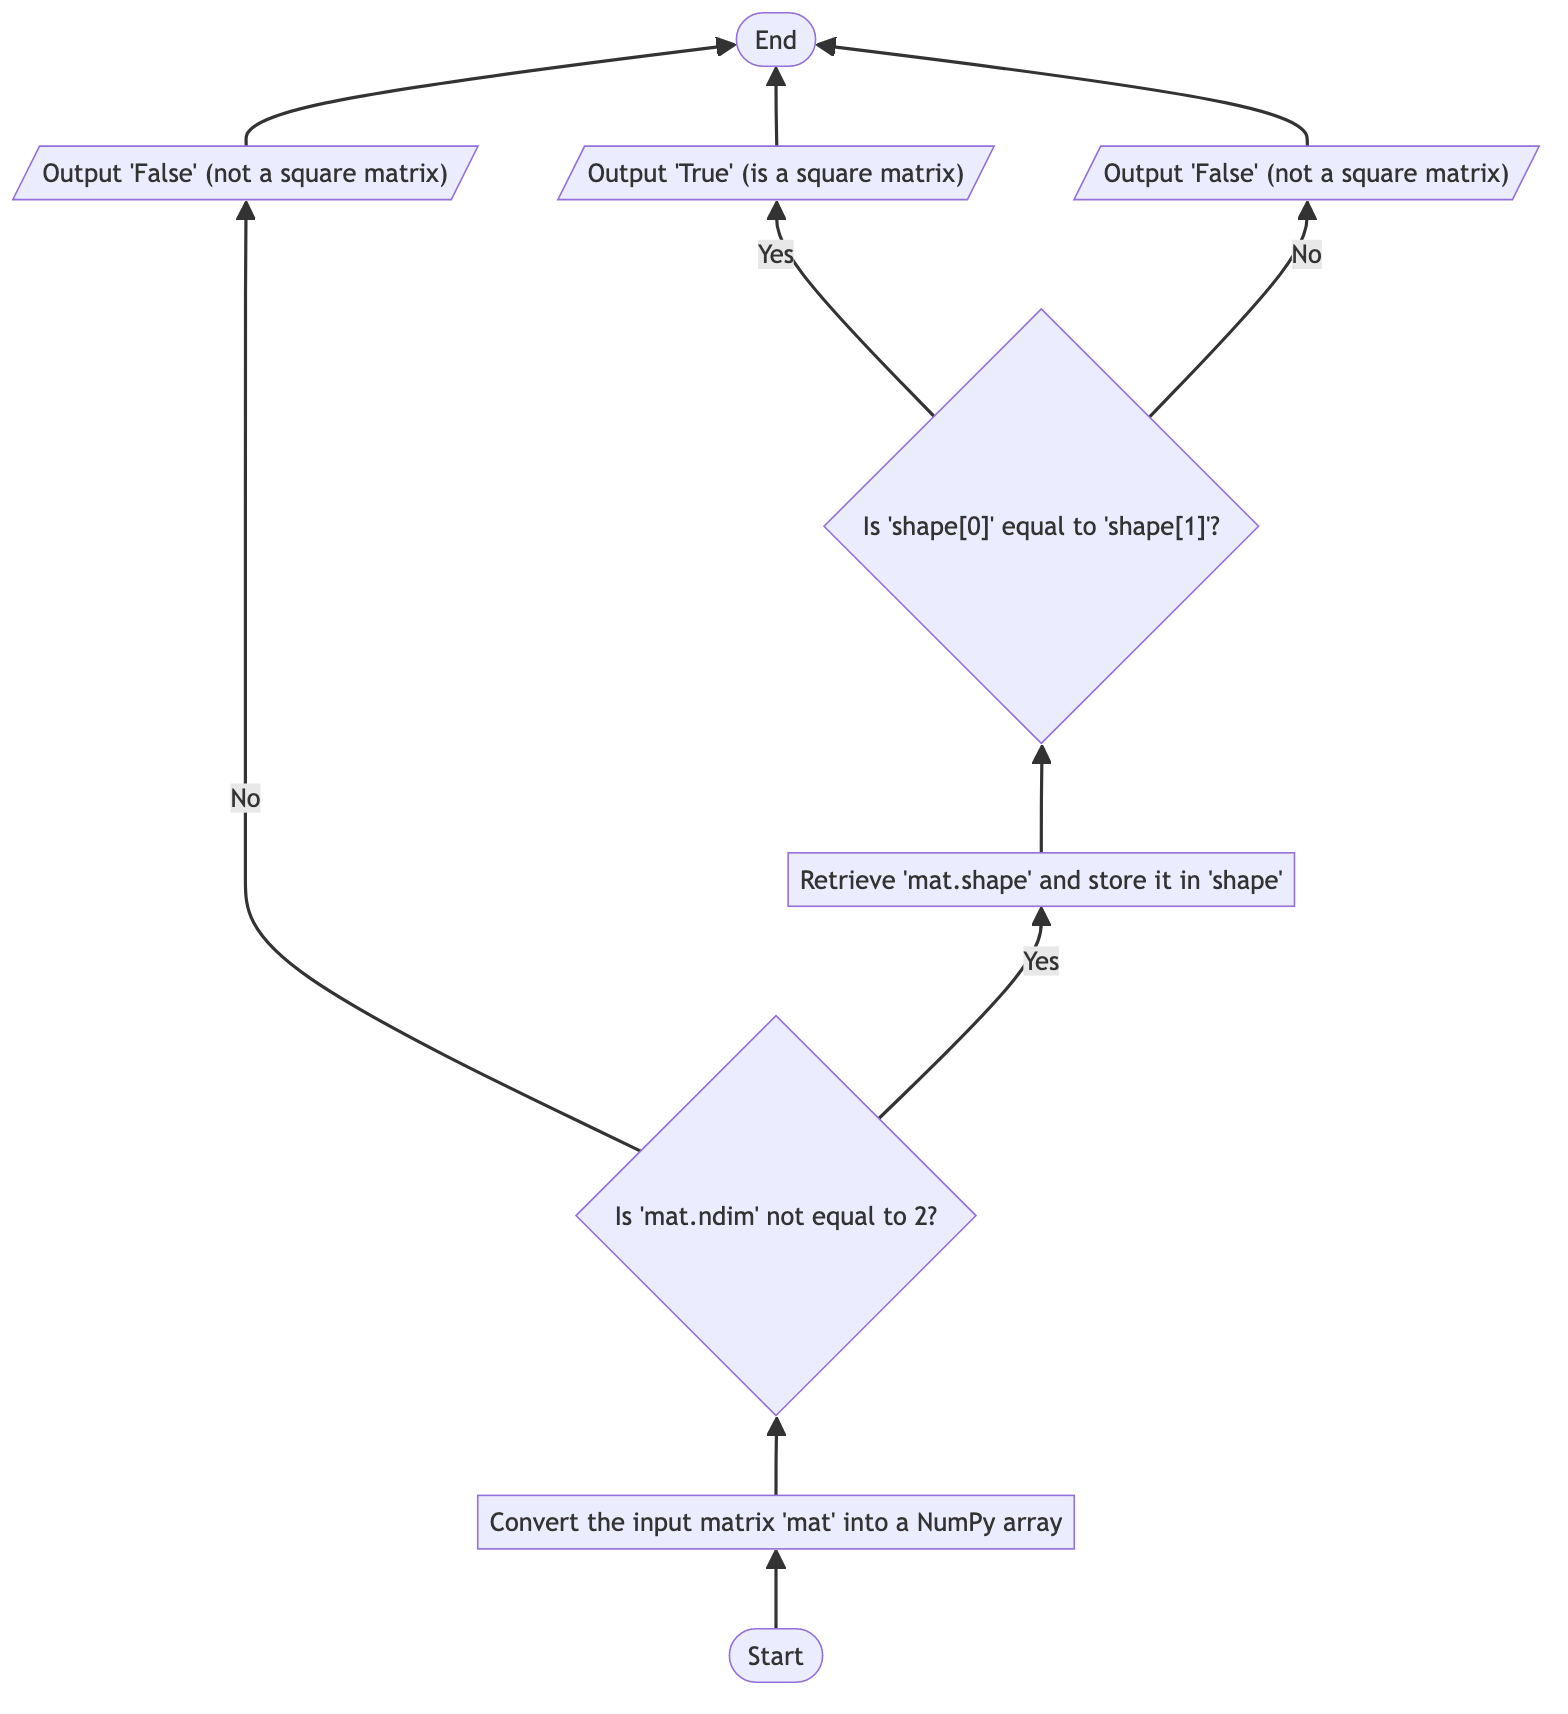 End
Output 'False' (not a square matrix)
Output 'True' (is a square matrix)
Output 'False' (not a square matrix)
Yes
No
Is 'shape[0]' equal to 'shape[1]'?
No
Retrieve 'mat.shape' and store it in 'shape'
Yes
Is 'mat.ndim' not equal to 2?
Convert the input matrix 'mat' into a NumPy array
Start